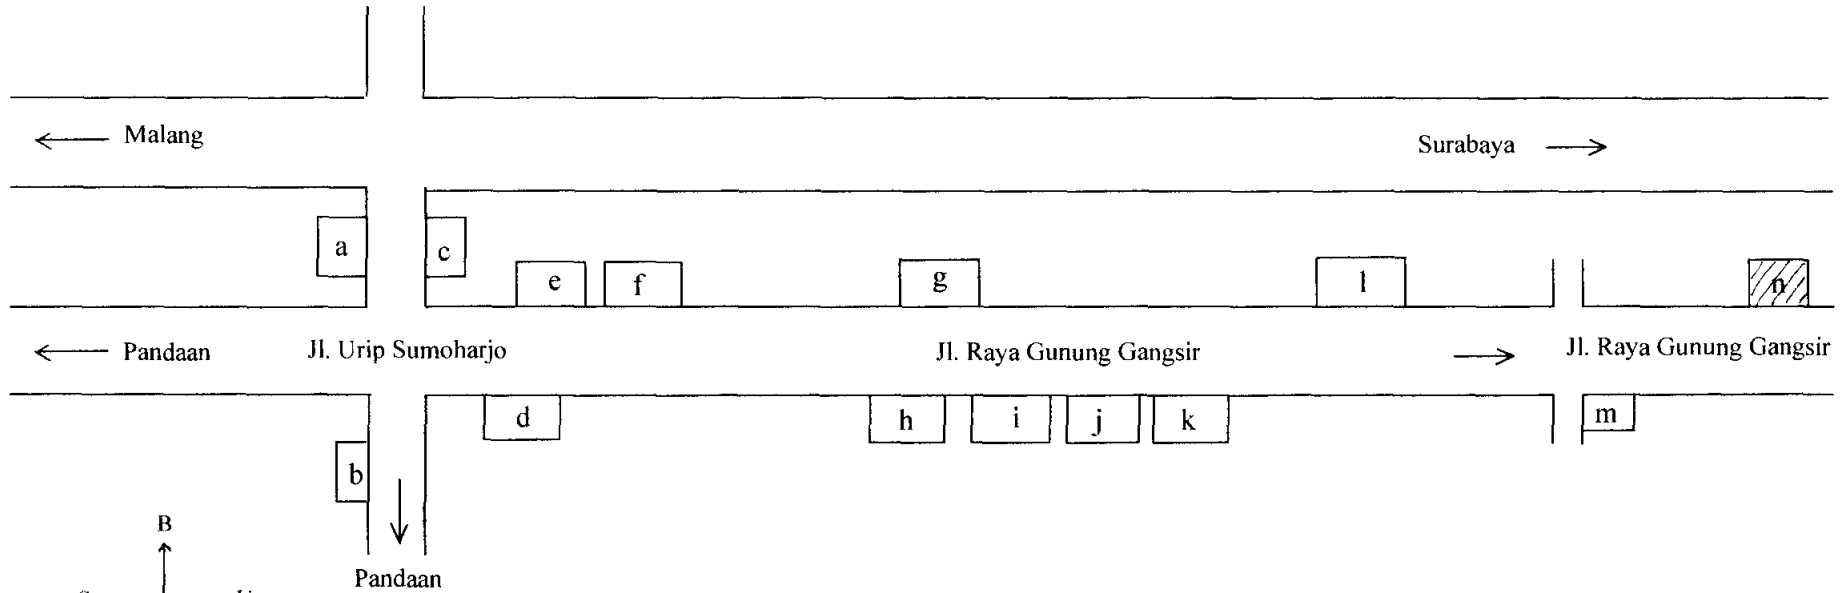 Malang
Surabaya
a
c
e
f
g
l
n
Pandaan
Jl. Urip Sumoharjo
Jl. Raya Gunung Gangsir
Jl. Raya Gunung Gangsir
d
h
i
j
k
m
b
B
Pandaan